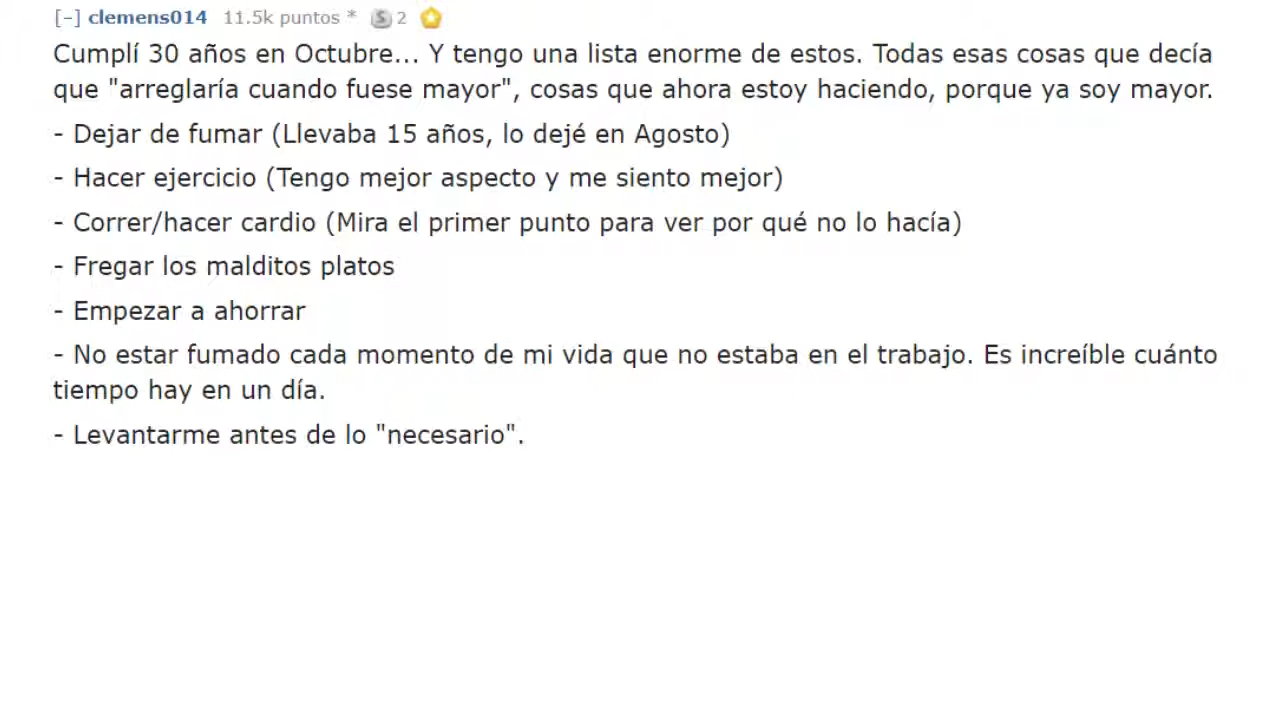 [-] clemens014 11.5k puntos * S 2
Cumplí 30 años en Octubre... Y tengo una lista enorme de estos. Todas esas cosas que decía
que "arreglaría cuando fuese mayor", cosas que ahora estoy haciendo, porque ya soy mayor.
- Dejar de fumar (Llevaba 15 años, lo dejé en Agosto)
- Hacer ejercicio (Tengo mejor aspecto y me siento mejor)
- Correr/hacer cardio (Mira el primer punto para ver por qué no lo hacía)
- Fregar los malditos platos
- Empezar a ahorrar
- No estar fumado cada momento de mi vida que no estaba en el trabajo. Es increíble cuánto
tiempo hay en un día.
- Levantarme antes de lo "necesario".